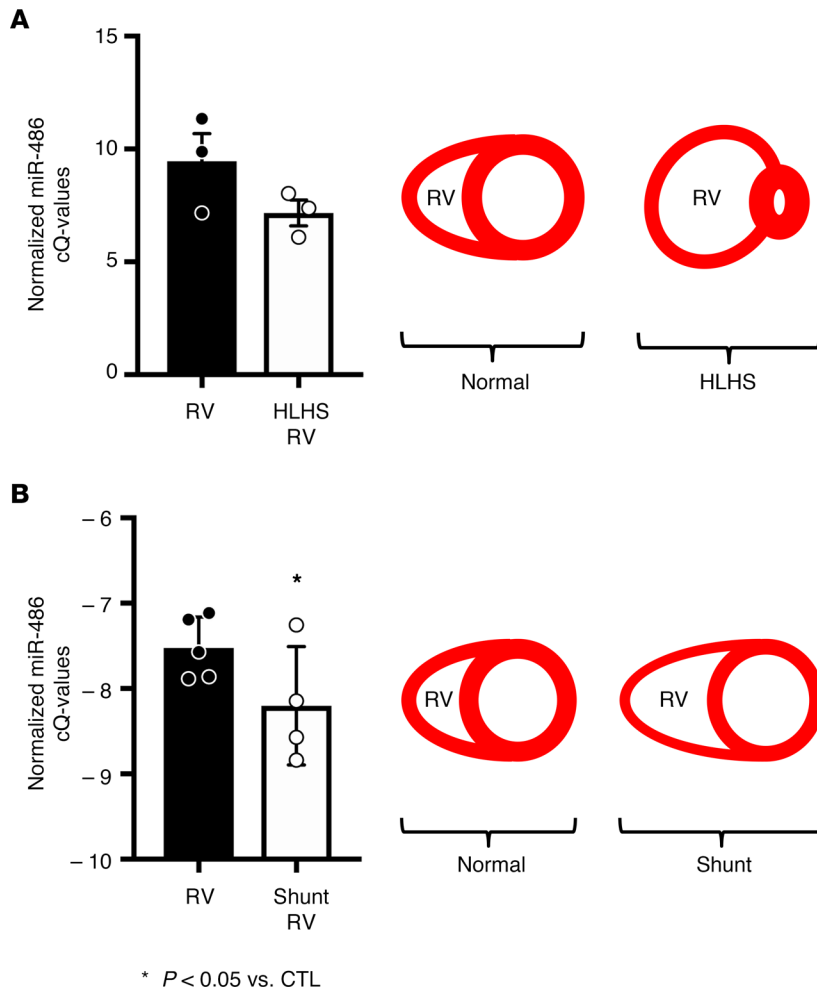 A
Normalized miR-486
cQ-values
15
10
5
0
RV
HLHS
RV
RV
Normal
RV
HLHS
B
Normalized miR-486
cQ-values
– 6
– 7
– 8
– 9
– 10
*
RV
Shunt
RV
RV
Normal
RV
Shunt
* P < 0.05 vs. CTL